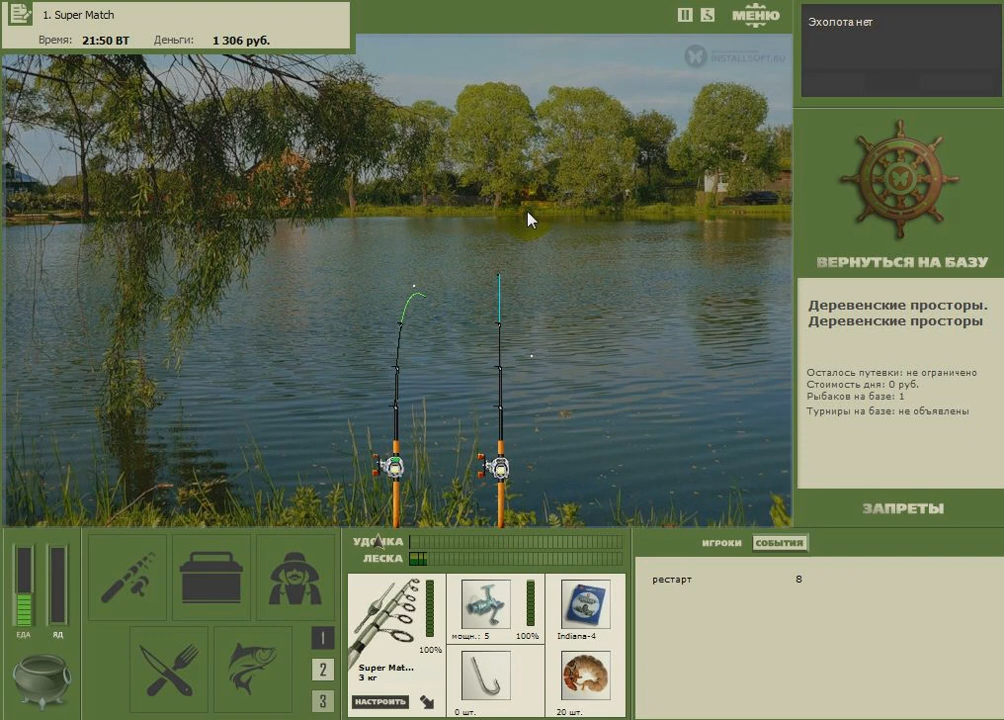 1. Super Match
Время: 21:50 ВТ Деньги: 1 306 руб.
МЕНЮ
Эхолота нет
INSTALLSOFT.RU
ВЕРНУТЬСЯ НА БАЗУ
Деревенские просторы.
Деревенские просторы
Осталось путевки: не ограничено
Стоимость дня: 0 руб.
Рыбаков на базе: 1
Турниры на базе: не объявлены
ЗАПРЕТЫ
УДОЧКА
ЛЕСКА
ИГРОКИ СОБЫТИЯ
рестарт 8
ЕДА ЯД
1
2
3
100%
Super Mat...
3 кг
НАСТРОИТЬ
мощн.: 5 100%
Indiana-4
0 шт.
20 шт.